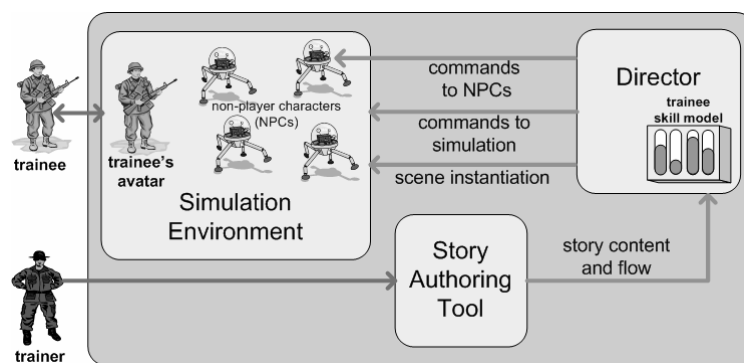 trainee
trainee's
avatar
non-player characters
(NPCs)
Simulation
Environment
commands
to NPCs
commands to
simulation
scene instantiation
Director
trainee
skill model
trainer
Story
Authoring
Tool
story content
and flow